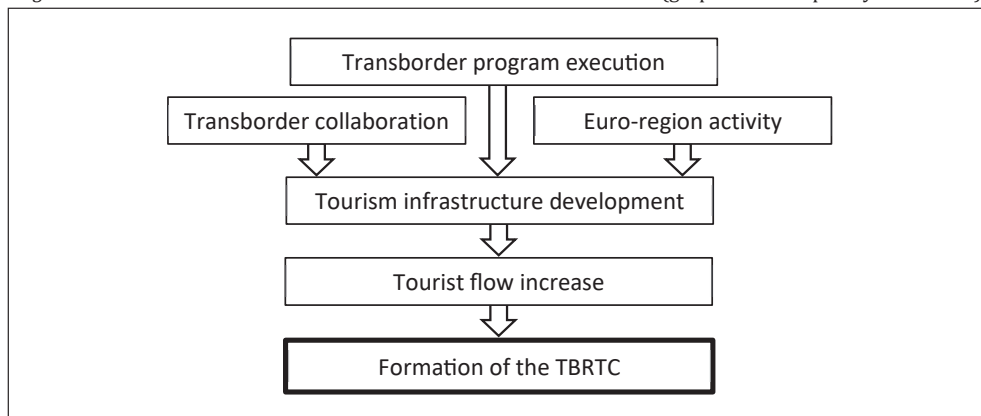 Transborder program execution
Transborder collaboration
Euro-region activity
Tourism infrastructure development
Tourist flow increase
Formation of the TBRTC